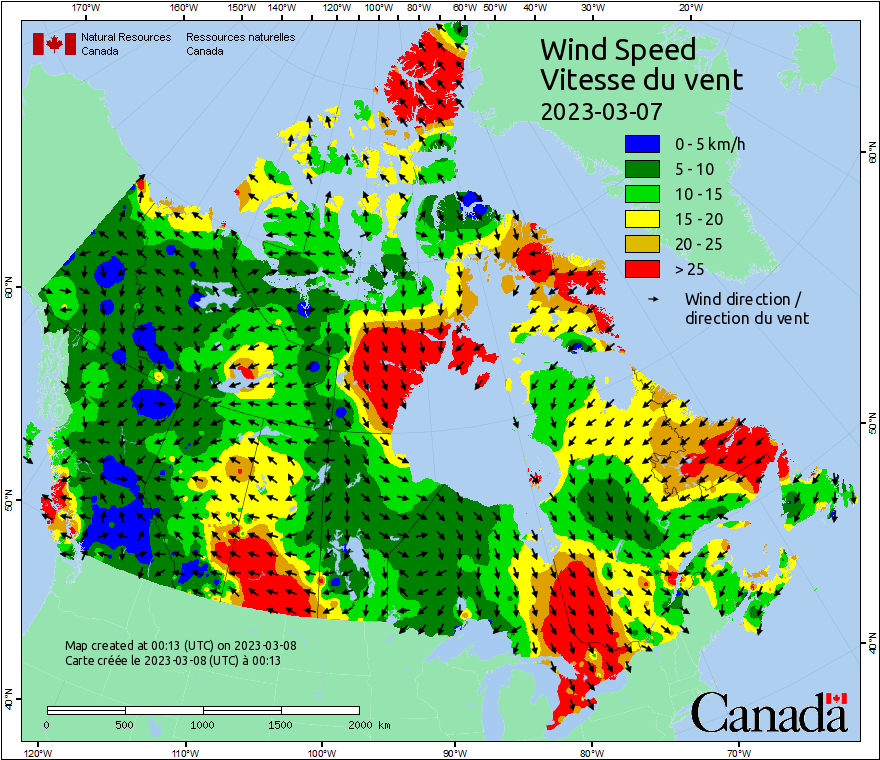 170°W 160°W 150°W 140°W 130°W 120°W 110°W 100°W 90°W 80°W 70°W 60°W 50°W 40°W 30°W 20°W
Natural Resources Canada
Ressources naturelles Canada
Wind Speed
Vitesse du vent
2023-03-07
0 - 5 km/h
5 - 10
10 - 15
15 - 20
20 - 25
> 25
Wind direction /
direction du vent
60°N
60°N
50°N
50°N
40°N
40°N
Map created at 00:13 (UTC) on 2023-03-08
Carte créée le 2023-03-08 (UTC) à 00:13
0 500 1000 1500 2000 km
Canada
120°W 110°W 100°W 90°W 80°W 70°W